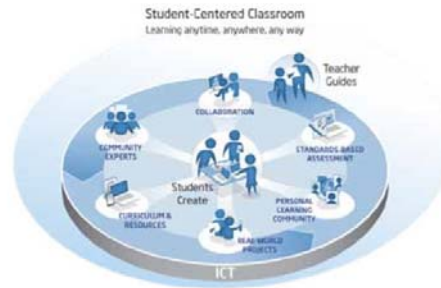 Student-Centered Classroom
Learning anytime, anywhere, any way
Teacher
Guides
COLLABORATION
COMMUNITY
EXPERTS
STANDARDS-BASED
ASSESSMENT
Students
Create
CURRICULUM &
RESOURCES
PERSONAL
LEARNING
COMMUNITY
REAL-WORLD
PROJECTS
ICT